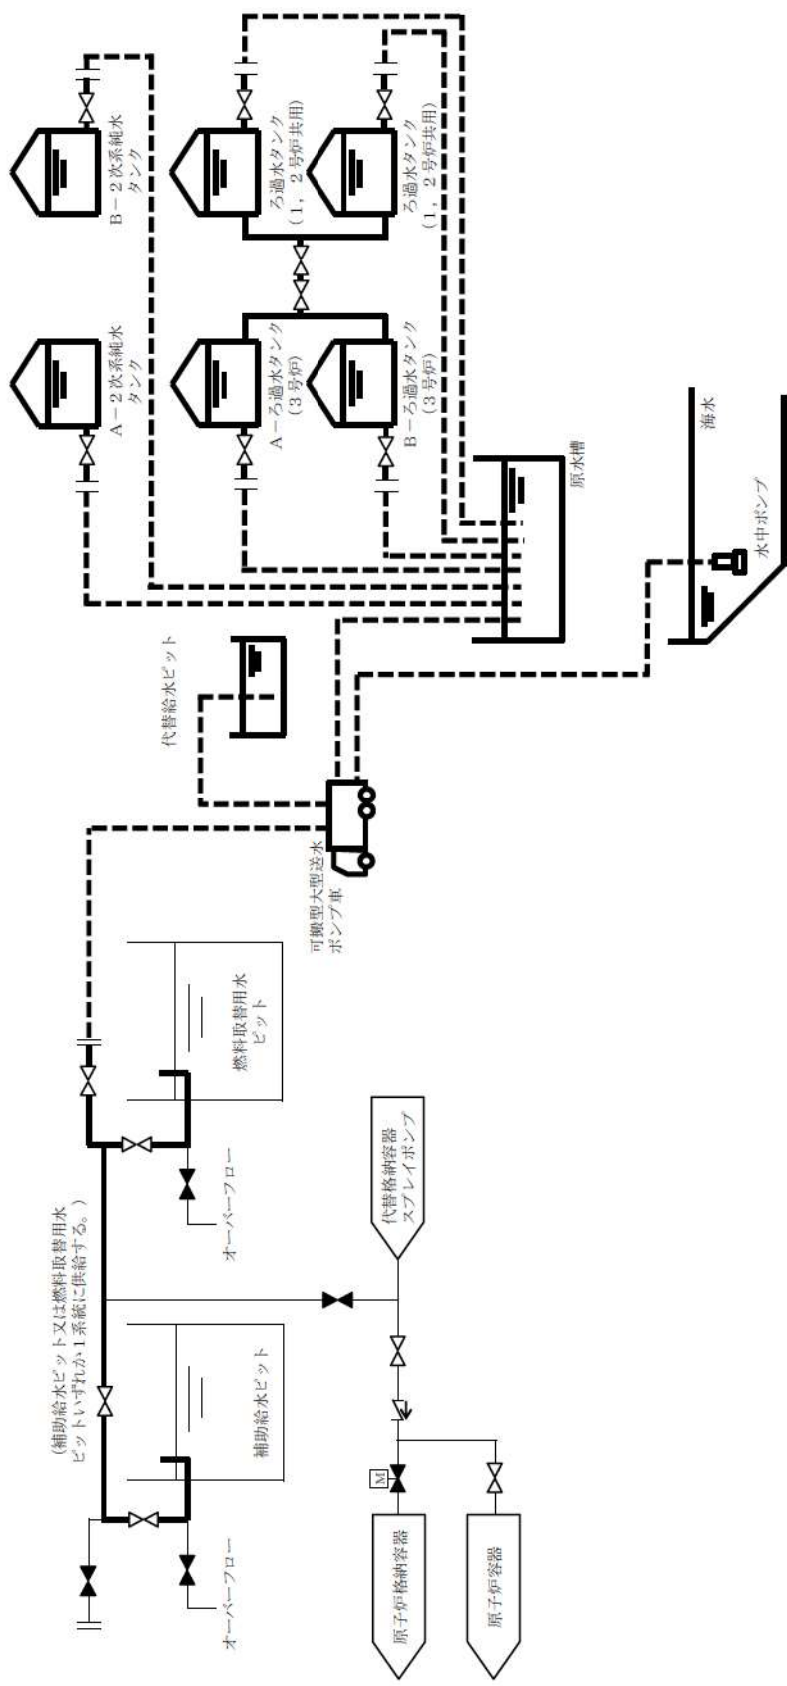 (補助給水ピット又は燃料取替用水
ピットいずれか1系統に供給する。)
オーバーフロー
補助給水ピット
オーバーフロー
燃料取替用水
ピット
原子炉格納容器
原子炉容器
M
代替格納容器
スプレイポンプ
可搬型大型送水
ポンプ車
代替給水ピット
A-2次系純水
タンク
B-2次系純水
タンク
A-ろ過水タンク
(3号炉)
ろ過水タンク
(1,2号炉共用)
B-ろ過水タンク
(3号炉)
ろ過水タンク
(1,2号炉共用)
原水槽
海水
水中ポンプ